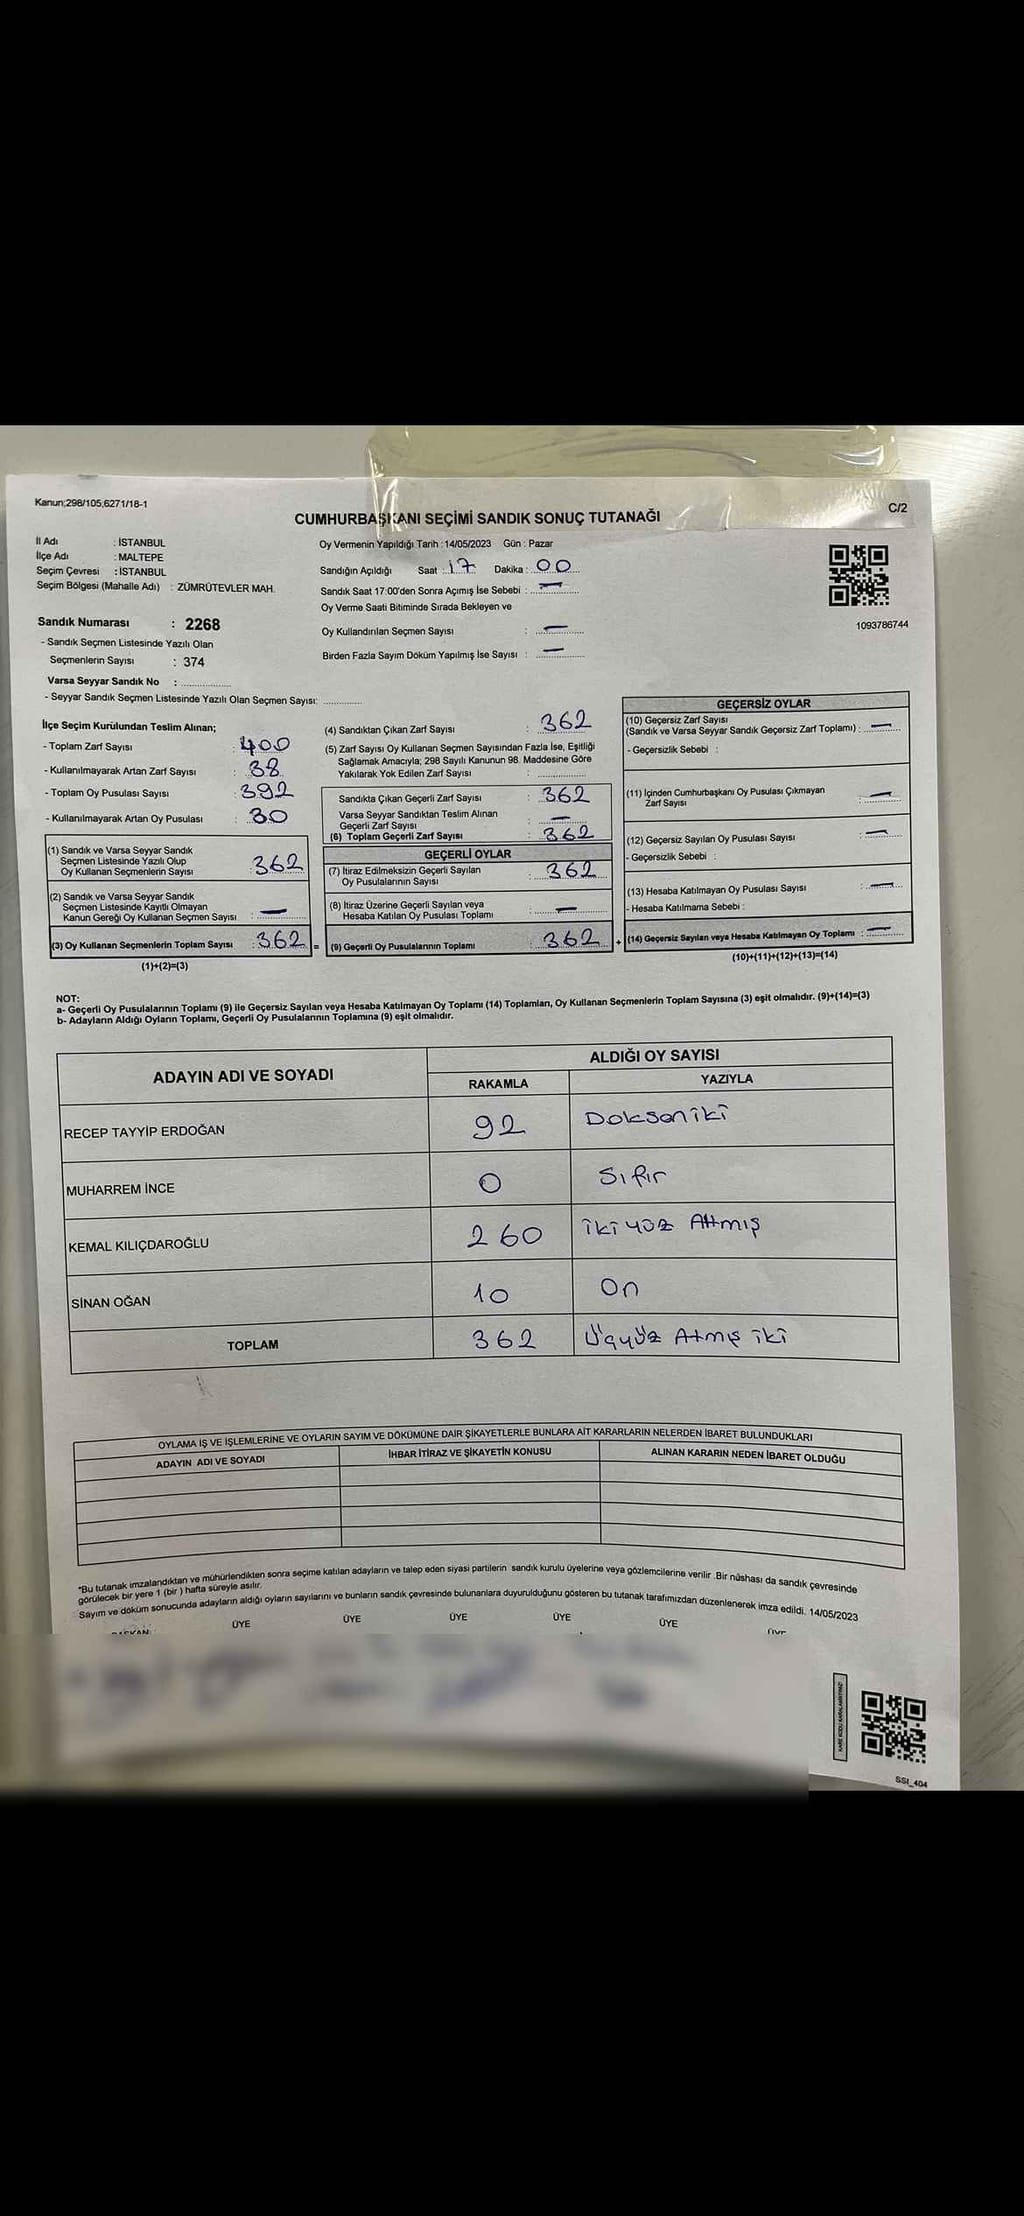 Kanun;298/105,6271/18-1
C/2
CUMHURBAŞKANI SEÇİMİ SANDIK SONUÇ TUTANAĞI
İl Adı : İSTANBUL
İlçe Adı : MALTEPE
Seçim Çevresi : İSTANBUL
Seçim Bölgesi (Mahalle Adı) : ZÜMRÜTEVLER MAH.
Sandık Numarası : 2268
- Sandık Seçmen Listesinde Yazılı Olan
Seçmenlerin Sayısı : 374
Varsa Seyyar Sandık No :
- Seyyar Sandık Seçmen Listesinde Yazılı Olan Seçmen Sayısı:
Oy Vermenin Yapıldığı Tarih : 14/05/2023 Gün : Pazar
Sandığın Açıldığı Saat : 17 Dakika : 00
Sandık Saat 17:00'den Sonra Açımış İse Sebebi : —
Oy Verme Saati Bitiminde Sırada Bekleyen ve
Oy Kullandırılan Seçmen Sayısı : —
Birden Fazla Sayım Döküm Yapılmış İse Sayısı : —
1093786744
İlçe Seçim Kurulundan Teslim Alınan;
- Toplam Zarf Sayısı : 400
- Kullanılmayarak Artan Zarf Sayısı : 38
- Toplam Oy Pusulası Sayısı : 392
- Kullanılmayarak Artan Oy Pusulası : 30
(1) Sandık ve Varsa Seyyar Sandık
Seçmen Listesinde Yazılı Olup
Oy Kullanan Seçmenlerin Sayısı : 362
(2) Sandık ve Varsa Seyyar Sandık
Seçmen Listesinde Kayıtlı Olmayan
Kanun Gereği Oy Kullanan Seçmen Sayısı : —
(3) Oy Kullanan Seçmenlerin Toplam Sayısı : 362 =
(1)+(2)=(3)
(4) Sandıktan Çıkan Zarf Sayısı : 362
(5) Zarf Sayısı Oy Kullanan Seçmen Sayısından Fazla İse, Eşitliği
Sağlamak Amacıyla; 298 Sayılı Kanunun 98. Maddesine Göre
Yakılarak Yok Edilen Zarf Sayısı :
Sandıkta Çıkan Geçerli Zarf Sayısı : 362
Varsa Seyyar Sandıktan Teslim Alınan
Geçerli Zarf Sayısı : —
(6) Toplam Geçerli Zarf Sayısı : 362
GEÇERLİ OYLAR
(7) İtiraz Edilmeksizin Geçerli Sayılan
Oy Pusulalarının Sayısı : 362
(8) İtiraz Üzerine Geçerli Sayılan veya
Hesaba Katılan Oy Pusulası Toplamı : —
(9) Geçerli Oy Pusulalarının Toplamı : 362 +
GEÇERSİZ OYLAR
(10) Geçersiz Zarf Sayısı
(Sandık ve Varsa Seyyar Sandık Geçersiz Zarf Toplamı) : —
- Geçersizlik Sebebi :
(11) İçinden Cumhurbaşkanı Oy Pusulası Çıkmayan
Zarf Sayısı : —
(12) Geçersiz Sayılan Oy Pusulası Sayısı : —
- Geçersizlik Sebebi :
(13) Hesaba Katılmayan Oy Pusulası Sayısı : —
- Hesaba Katılmama Sebebi :
(14) Geçersiz Sayılan veya Hesaba Katılmayan Oy Toplamı : —
(10)+(11)+(12)+(13)=(14)
NOT:
a- Geçerli Oy Pusulalarının Toplamı (9) ile Geçersiz Sayılan veya Hesaba Katılmayan Oy Toplamı (14) Toplamları, Oy Kullanan Seçmenlerin Toplam Sayısına (3) eşit olmalıdır. (9)+(14)=(3)
b- Adayların Aldığı Oyların Toplamı, Geçerli Oy Pusulalarının Toplamına (9) eşit olmalıdır.
ADAYIN ADI VE SOYADI
ALDIĞI OY SAYISI
RAKAMLA YAZIYLA
RECEP TAYYİP ERDOĞAN 92 Doksaniki
MUHARREM İNCE 0 Sıfır
KEMAL KILIÇDAROĞLU 260 iki yüz Atmış
SİNAN OĞAN 10 On
TOPLAM 362 Üçyüz Atmış iki
OYLAMA İŞ VE İŞLEMLERİNE VE OYLARIN SAYIM VE DÖKÜMÜNE DAİR ŞİKAYETLERLE BUNLARA AİT KARARLARIN NELERDEN İBARET BULUNDUKLARI
ADAYIN ADI VE SOYADI İHBAR İTİRAZ VE ŞİKAYETİN KONUSU ALINAN KARARIN NEDEN İBARET OLDUĞU
*Bu tutanak imzalandıktan ve mühürlendikten sonra seçime katılan adayların ve talep eden siyasi partilerin sandık kurulu üyelerine veya gözlemcilerine verilir .Bir nüshası da sandık çevresinde
görülecek bir yere 1 (bir ) hafta süreyle asılır.
Sayım ve döküm sonucunda adayların aldığı oyların sayılarını ve bunların sandık çevresinde bulunanlara duyurulduğunu gösteren bu tutanak tarafımızdan düzenlenerek imza edildi. 14/05/2023
BAŞKAN ÜYE ÜYE ÜYE ÜYE ÜYE ÜYE
SSI_404